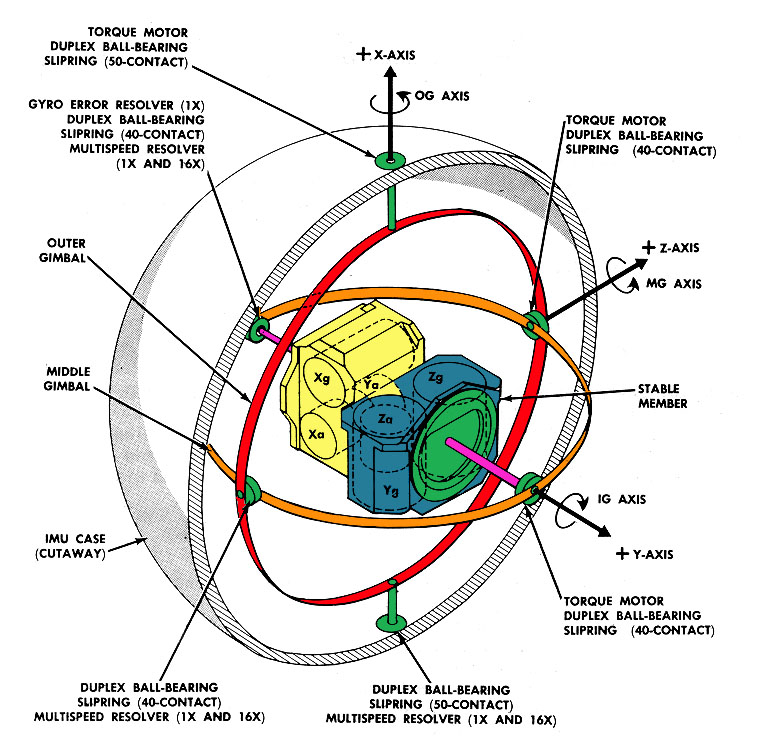 TORQUE MOTOR
DUPLEX BALL-BEARING
SLIPRING (50-CONTACT)
+ X-AXIS
OG AXIS
GYRO ERROR RESOLVER (1X)
DUPLEX BALL-BEARING
SLIPRING (40-CONTACT)
MULTISPEED RESOLVER
(1X AND 16X)
TORQUE MOTOR
DUPLEX BALL-BEARING
SLIPRING (40-CONTACT)
OUTER
GIMBAL
+ Z-AXIS
MG AXIS
MIDDLE
GIMBAL
Xg
Ya
Zg
Xa
Za
Yg
STABLE
MEMBER
IG AXIS
+ Y-AXIS
IMU CASE
(CUTAWAY)
TORQUE MOTOR
DUPLEX BALL-BEARING
SLIPRING (40-CONTACT)
DUPLEX BALL-BEARING
SLIPRING (40-CONTACT)
MULTISPEED RESOLVER (1X AND 16X)
DUPLEX BALL-BEARING
SLIPRING (50-CONTACT)
MULTISPEED RESOLVER (1X AND 16X)